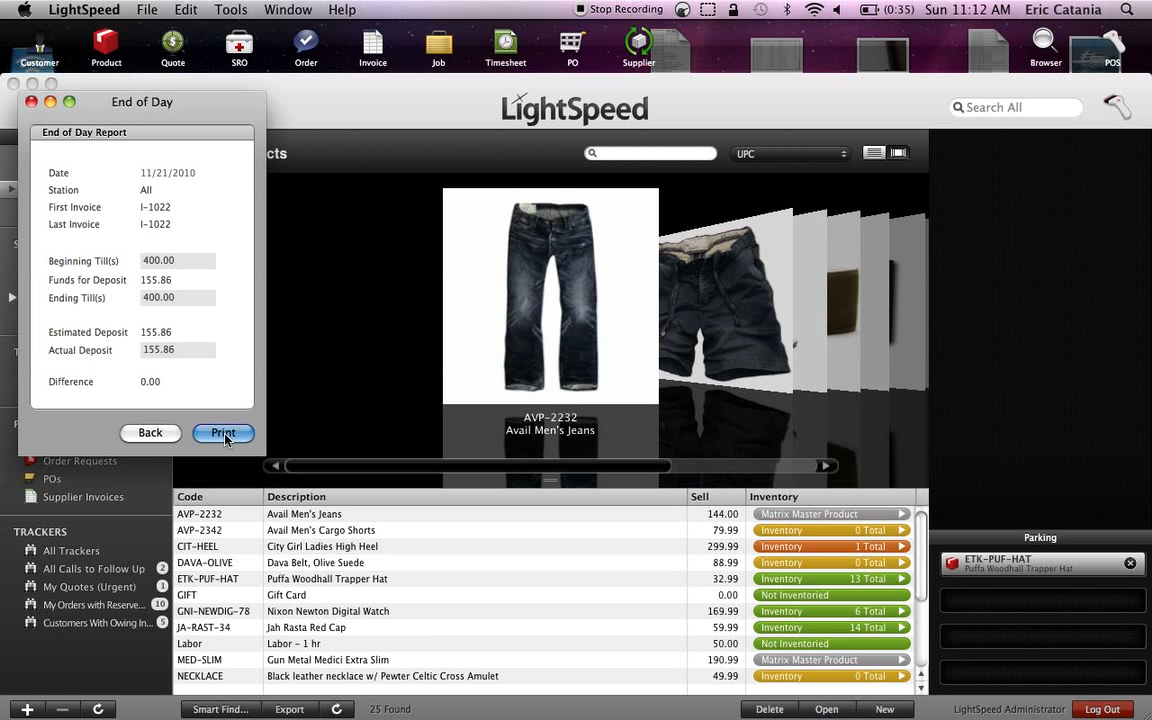 LightSpeed File Edit Tools Window Help Stop Recording (0:35) Sun 11:12 AM Eric Catania
Customer Product Quote SRO Order Invoice Job Timesheet PO Supplier Browser POS
End of Day
LightSpeed
Search All
End of Day Report
cts
UPC
Date 11/21/2010
Station All
First Invoice I-1022
Last Invoice I-1022
Beginning Till(s) 400.00
Funds for Deposit 155.86
Ending Till(s) 400.00
Estimated Deposit 155.86
Actual Deposit 155.86
Difference 0.00
Back Print
AVP-2232
Avail Men's Jeans
Order Requests
POs
Supplier Invoices
TRACKERS
All Trackers
All Calls to Follow Up 2
My Quotes (Urgent) 1
My Orders with Reserve... 10
Customers With Owing In... 5
Code Description Sell Inventory
AVP-2232 Avail Men's Jeans 144.00 Matrix Master Product
AVP-2342 Avail Men's Cargo Shorts 79.99 Inventory 0 Total
CIT-HEEL City Girl Ladies High Heel 299.99 Inventory 1 Total
DAVA-OLIVE Dava Belt, Olive Suede 88.99 Inventory 0 Total
ETK-PUF-HAT Puffa Woodhall Trapper Hat 32.99 Inventory 13 Total
GIFT Gift Card 0.00 Not Inventoried
GNI-NEWDIG-78 Nixon Newton Digital Watch 169.99 Inventory 6 Total
JA-RAST-34 Jah Rasta Red Cap 59.99 Inventory 14 Total
Labor Labor - 1 hr 50.00 Not Inventoried
MED-SLIM Gun Metal Medici Extra Slim 190.99 Matrix Master Product
NECKLACE Black leather necklace w/ Pewter Celtic Cross Amulet 49.99 Inventory 0 Total
Parking
ETK-PUF-HAT
Puffa Woodhall Trapper Hat
Smart Find... Export 25 Found Delete Open New LightSpeed Administrator Log Out